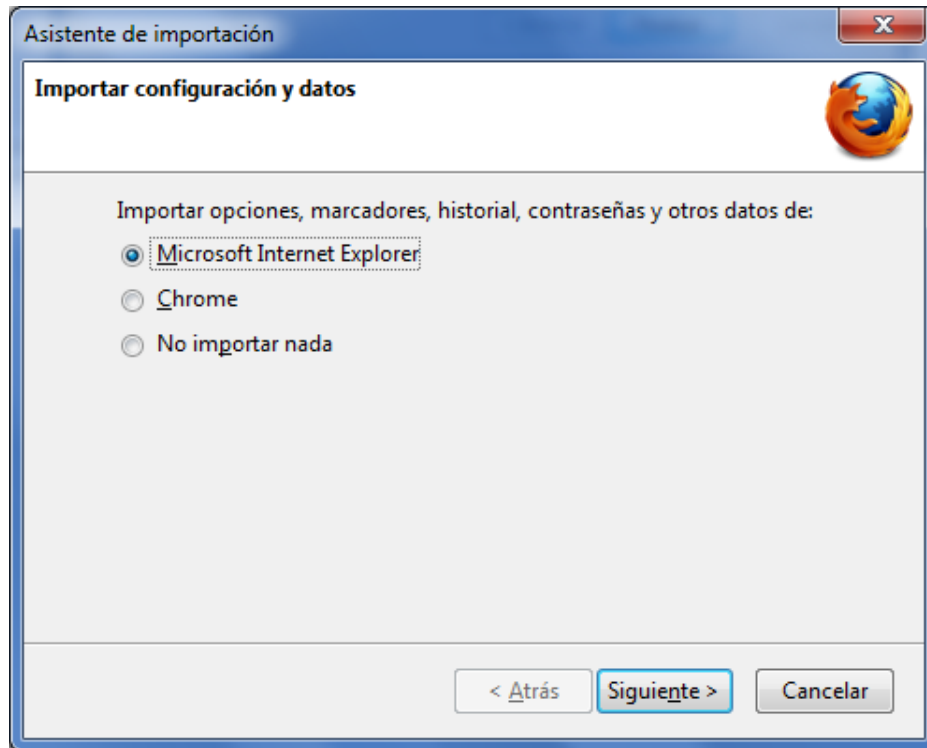 Asistente de importación
Importar configuración y datos
Importar opciones, marcadores, historial, contraseñas y otros datos de:
Microsoft Internet Explorer
Chrome
No importar nada
< Atrás Siguiente > Cancelar